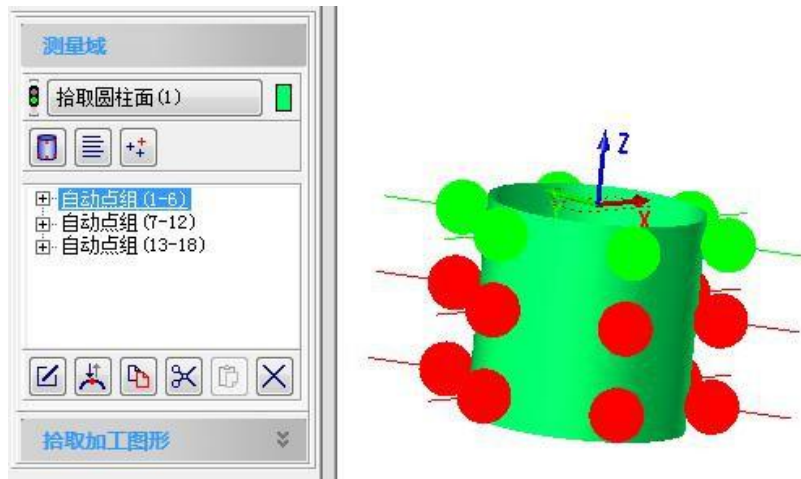 测量域
拾取圆柱面(1)
自动点组(1-6)
自动点组(7-12)
自动点组(13-18)
拾取加工图形
Z
X